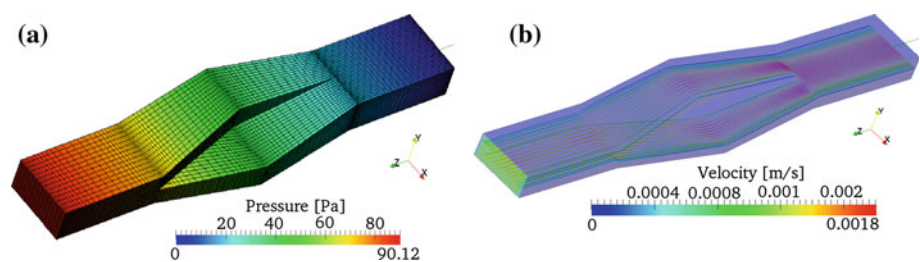 (a)
Y
Z
X
Pressure [Pa]
20 40 60 80
0 90.12
(b)
Y
Z
X
Velocity [m/s]
0.0004 0.0008 0.001 0.002
0 0.0018